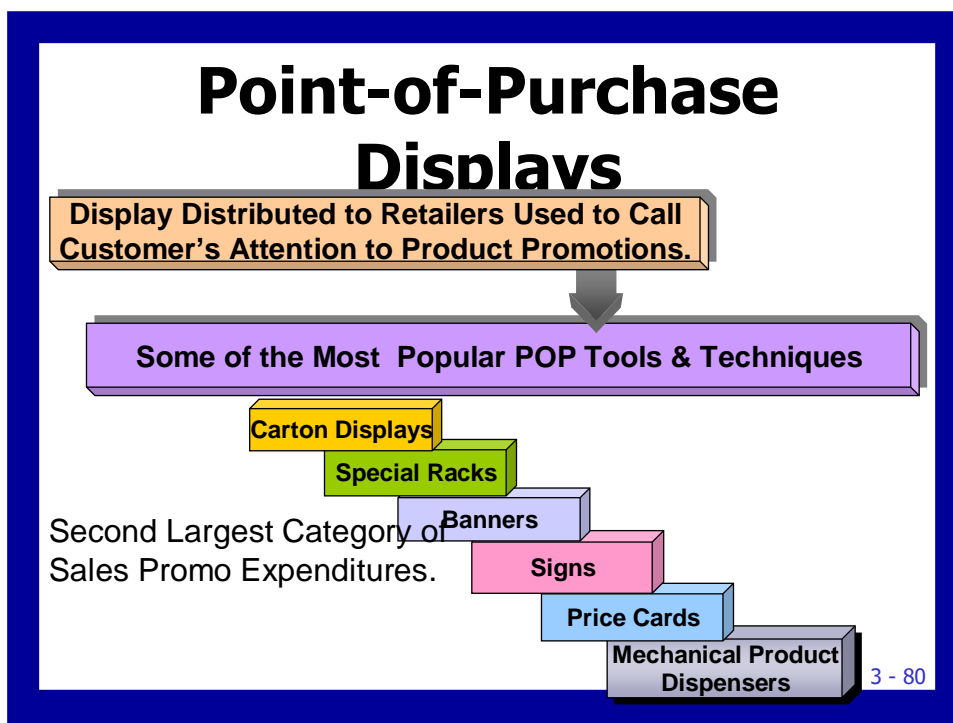 Point-of-Purchase
Displays
Display Distributed to Retailers Used to Call
Customer’s Attention to Product Promotions.
Some of the Most  Popular POP Tools & Techniques
Carton Displays
Special Racks
Banners
Second Largest Category of
Sales Promo Expenditures.
Signs
Price Cards
Mechanical Product
Dispensers
3 - 80